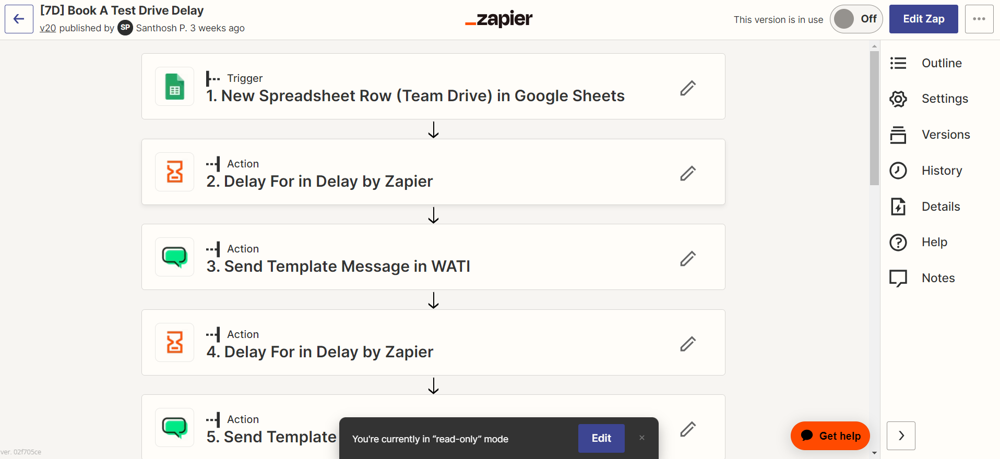 [7D] Book A Test Drive Delay
v20 published by SP Santhosh P. 3 weeks ago
_zapier
This version is in use
Off
Edit Zap
Trigger
1. New Spreadsheet Row (Team Drive) in Google Sheets
Action
2. Delay For in Delay by Zapier
Action
3. Send Template Message in WATI
Action
4. Delay For in Delay by Zapier
Action
5. Send Template
You're currently in “read-only” mode
Edit
×
Outline
Settings
Versions
History
Details
Help
Notes
Get help
ver. 02f705ce